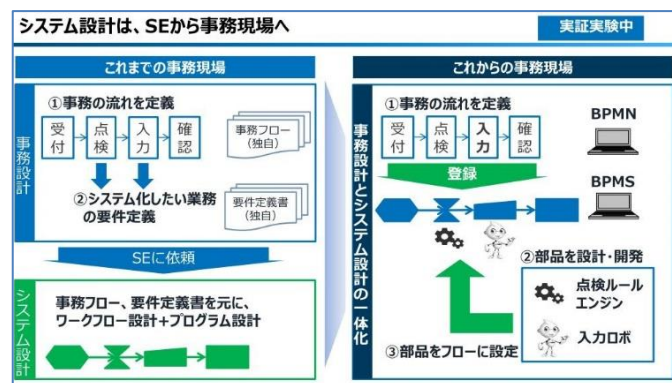 システム設計は、SEから事務現場へ
実証実験中
これまでの事務現場
事務設計
①事務の流れを定義
受付
点検
入力
確認
事務フロー
（独自）
②システム化したい業務
の要件定義
要件定義書
（独自）
SEに依頼
システム設計
事務フロー、要件定義書を元に、
ワークフロー設計+プログラム設計
これからの事務現場
事務設計とシステム設計の一体化
①事務の流れを定義
受付
点検
入力
確認
BPMN
登録
BPMS
②部品を設計・開発
点検ルール
エンジン
入力ロボ
③部品をフローに設定